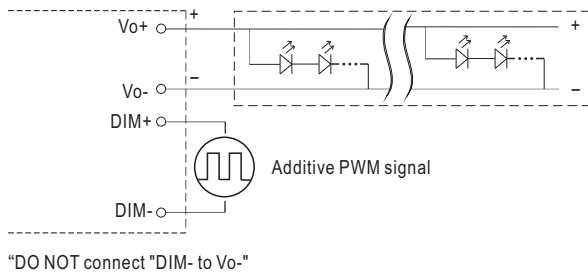 Vo+
+
+
Vo-
−
−
DIM+
Additive PWM signal
DIM-
“DO NOT connect "DIM- to Vo-"